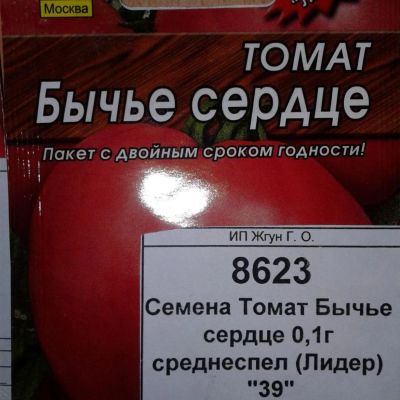 Москва
ТОМАТ
Бычье сердце
Пакет с двойным сроком годности!
ИП Жгун Г. О.
8623
Семена Томат Бычье
сердце 0,1г
среднеспел (Лидер)
"39"